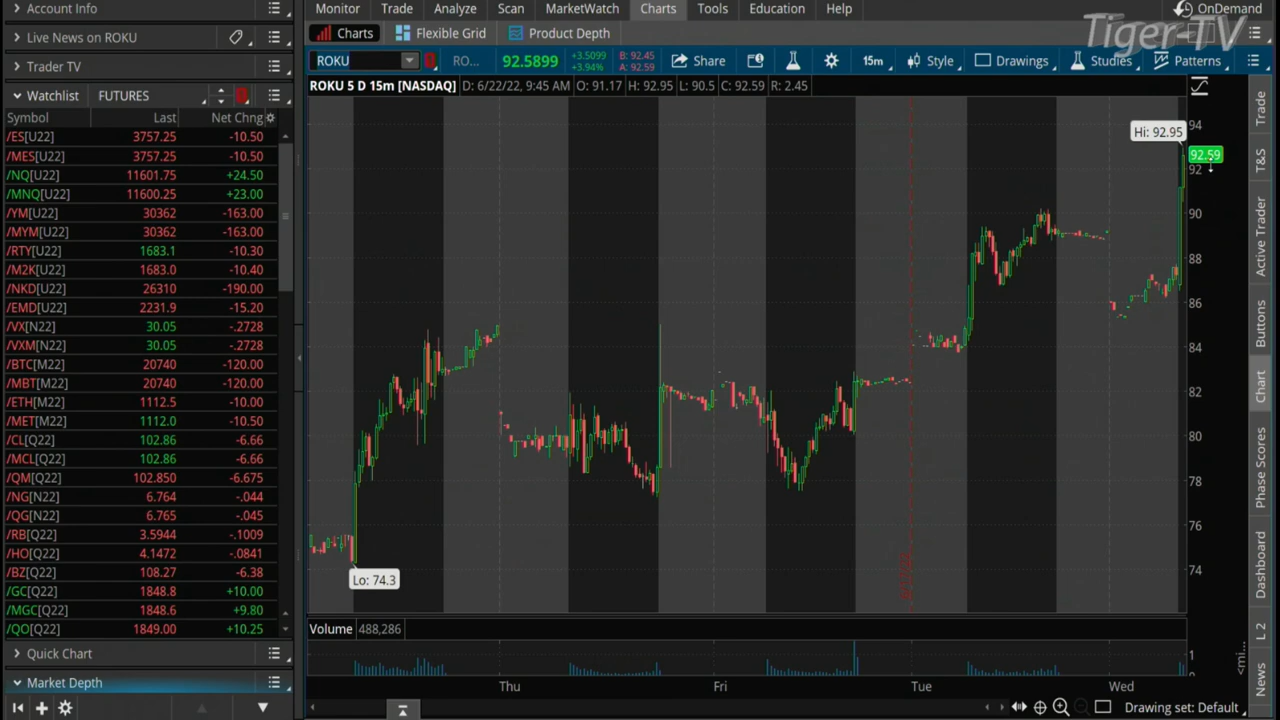 Account Info
Live News on ROKU
Trader TV
Watchlist FUTURES
Symbol Last Net Chng
/ES[U22] 3757.25 -10.50
/MES[U22] 3757.25 -10.50
/NQ[U22] 11601.75 +24.50
/MNQ[U22] 11600.25 +23.00
/YM[U22] 30362 -163.00
/MYM[U22] 30362 -163.00
/RTY[U22] 1683.1 -10.30
/M2K[U22] 1683.0 -10.40
/NKD[U22] 26310 -190.00
/EMD[U22] 2231.9 -15.20
/VX[N22] 30.05 -.2728
/VXM[N22] 30.05 -.2728
/BTC[M22] 20740 -120.00
/MBT[M22] 20740 -120.00
/ETH[M22] 1112.5 -10.00
/MET[M22] 1112.0 -10.50
/CL[Q22] 102.86 -6.66
/MCL[Q22] 102.86 -6.66
/QM[Q22] 102.850 -6.675
/NG[N22] 6.764 -.044
/QG[N22] 6.765 -.045
/RB[Q22] 3.5944 -.1009
/HO[Q22] 4.1472 -.0841
/BZ[Q22] 108.27 -6.38
/GC[Q22] 1848.8 +10.00
/MGC[Q22] 1848.6 +9.80
/QO[Q22] 1849.00 +10.25
Quick Chart
Market Depth
Monitor Trade Analyze Scan MarketWatch Charts Tools Education Help OnDemand
Tiger-TV
Charts Flexible Grid Product Depth
ROKU RO... 92.5899 +3.5099 +3.94% B: 92.45 A: 92.59 Share 15m Style Drawings Studies Patterns
ROKU 5 D 15m [NASDAQ] D: 6/22/22, 9:45 AM O: 91.17 H: 92.95 L: 90.5 C: 92.59 R: 2.45
Hi: 92.95
94
92.59
92
90
88
86
84
82
80
78
76
74
Lo: 74.3
Volume 488,286
1
0
<mi...
Thu Fri Tue Wed
Drawing set: Default
Trade
T&S
Active Trader
Buttons
Chart
Phase Scores
Dashboard
L 2
News